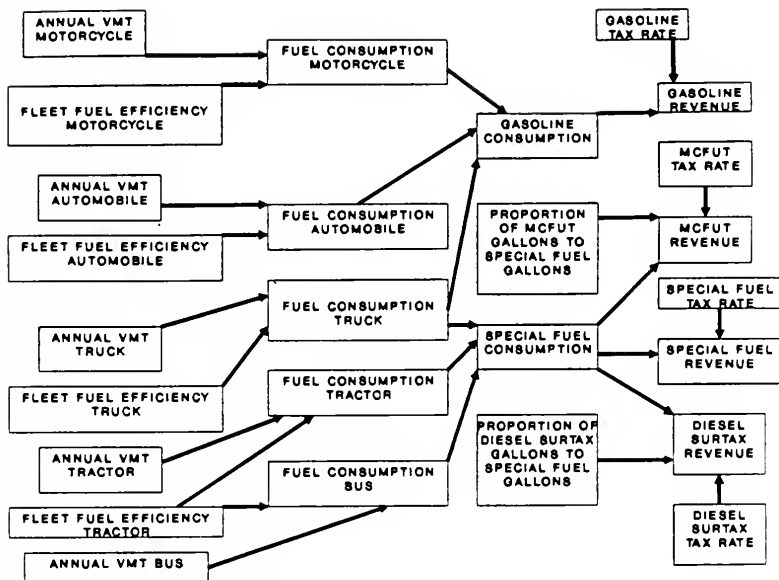 ANNUAL VMT
MOTORCYCLE
FLEET FUEL EFFICIENCY
MOTORCYCLE
ANNUAL VMT
AUTOMOBILE
FLEET FUEL EFFICIENCY
AUTOMOBILE
ANNUAL VMT
TRUCK
FLEET FUEL EFFICIENCY
TRUCK
ANNUAL VMT
TRACTOR
FLEET FUEL EFFICIENCY
TRACTOR
ANNUAL VMT BUS
FUEL CONSUMPTION
MOTORCYCLE
FUEL CONSUMPTION
AUTOMOBILE
FUEL CONSUMPTION
TRUCK
FUEL CONSUMPTION
TRACTOR
FUEL CONSUMPTION
BUS
GASOLINE
CONSUMPTION
PROPORTION
OF MCFUT
GALLONS TO
SPECIAL FUEL
GALLONS
SPECIAL FUEL
CONSUMPTION
PROPORTION OF
DIESEL SURTAX
GALLONS TO
SPECIAL FUEL
GALLONS
GASOLINE
TAX RATE
GASOLINE
REVENUE
MCFUT
TAX RATE
MCFUT
REVENUE
SPECIAL FUEL
TAX RATE
SPECIAL FUEL
REVENUE
DIESEL
SURTAX
REVENUE
DIESEL
SURTAX
TAX RATE